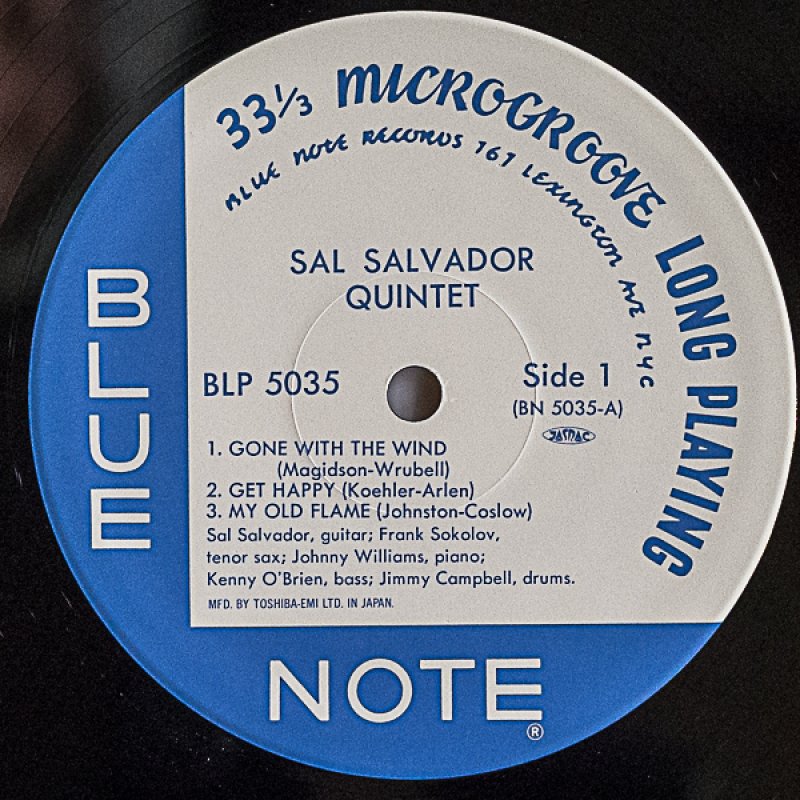 33⅓ MICROGROOVE LONG PLAYING
BLUE NOTE RECORDS 767 LEXINGTON AVE NYC
SAL SALVADOR
QUINTET
BLP 5035
Side 1
(BN 5035-A)
JASRAC
1. GONE WITH THE WIND
(Magidson-Wrubell)
2. GET HAPPY (Koehler-Arlen)
3. MY OLD FLAME (Johnston-Coslow)
Sal Salvador, guitar; Frank Sokolov,
tenor sax; Johnny Williams, piano;
Kenny O'Brien, bass; Jimmy Campbell, drums.
MFD. BY TOSHIBA-EMI LTD. IN JAPAN.
BLUE
NOTE®